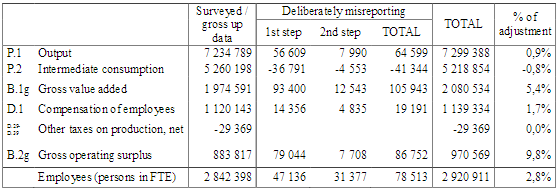 Surveyed / gross up data Deliberately misreporting TOTAL % of adjustment
1st step 2nd step TOTAL
P.1 Output 7 234 789 56 609 7 990 64 599 7 299 388 0,9%
P.2 Intermediate consumption 5 260 198 -36 791 -4 553 -41 344 5 218 854 -0,8%
B.1g Gross value added 1 974 591 93 400 12 543 105 943 2 080 534 5,4%
D.1 Compensation of employees 1 120 143 14 356 4 835 19 191 1 139 334 1,7%
Other taxes on production, net -29 369 -29 369 0,0%
B.2g Gross operating surplus 883 817 79 044 7 708 86 752 970 569 9,8%
Employees (persons in FTE) 2 842 398 47 136 31 377 78 513 2 920 911 2,8%